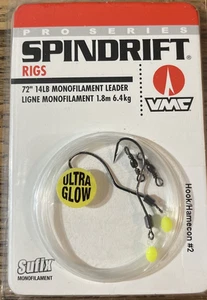 PRO SERIES
SPINDRIFT
RIGS
72" 14LB MONOFILAMENT LEADER
LIGNE MONOFILAMENT 1.8m 6.4kg
VMC
ULTRA
GLOW
Hook/Hamecon #2
Sufix
MONOFILAMENT